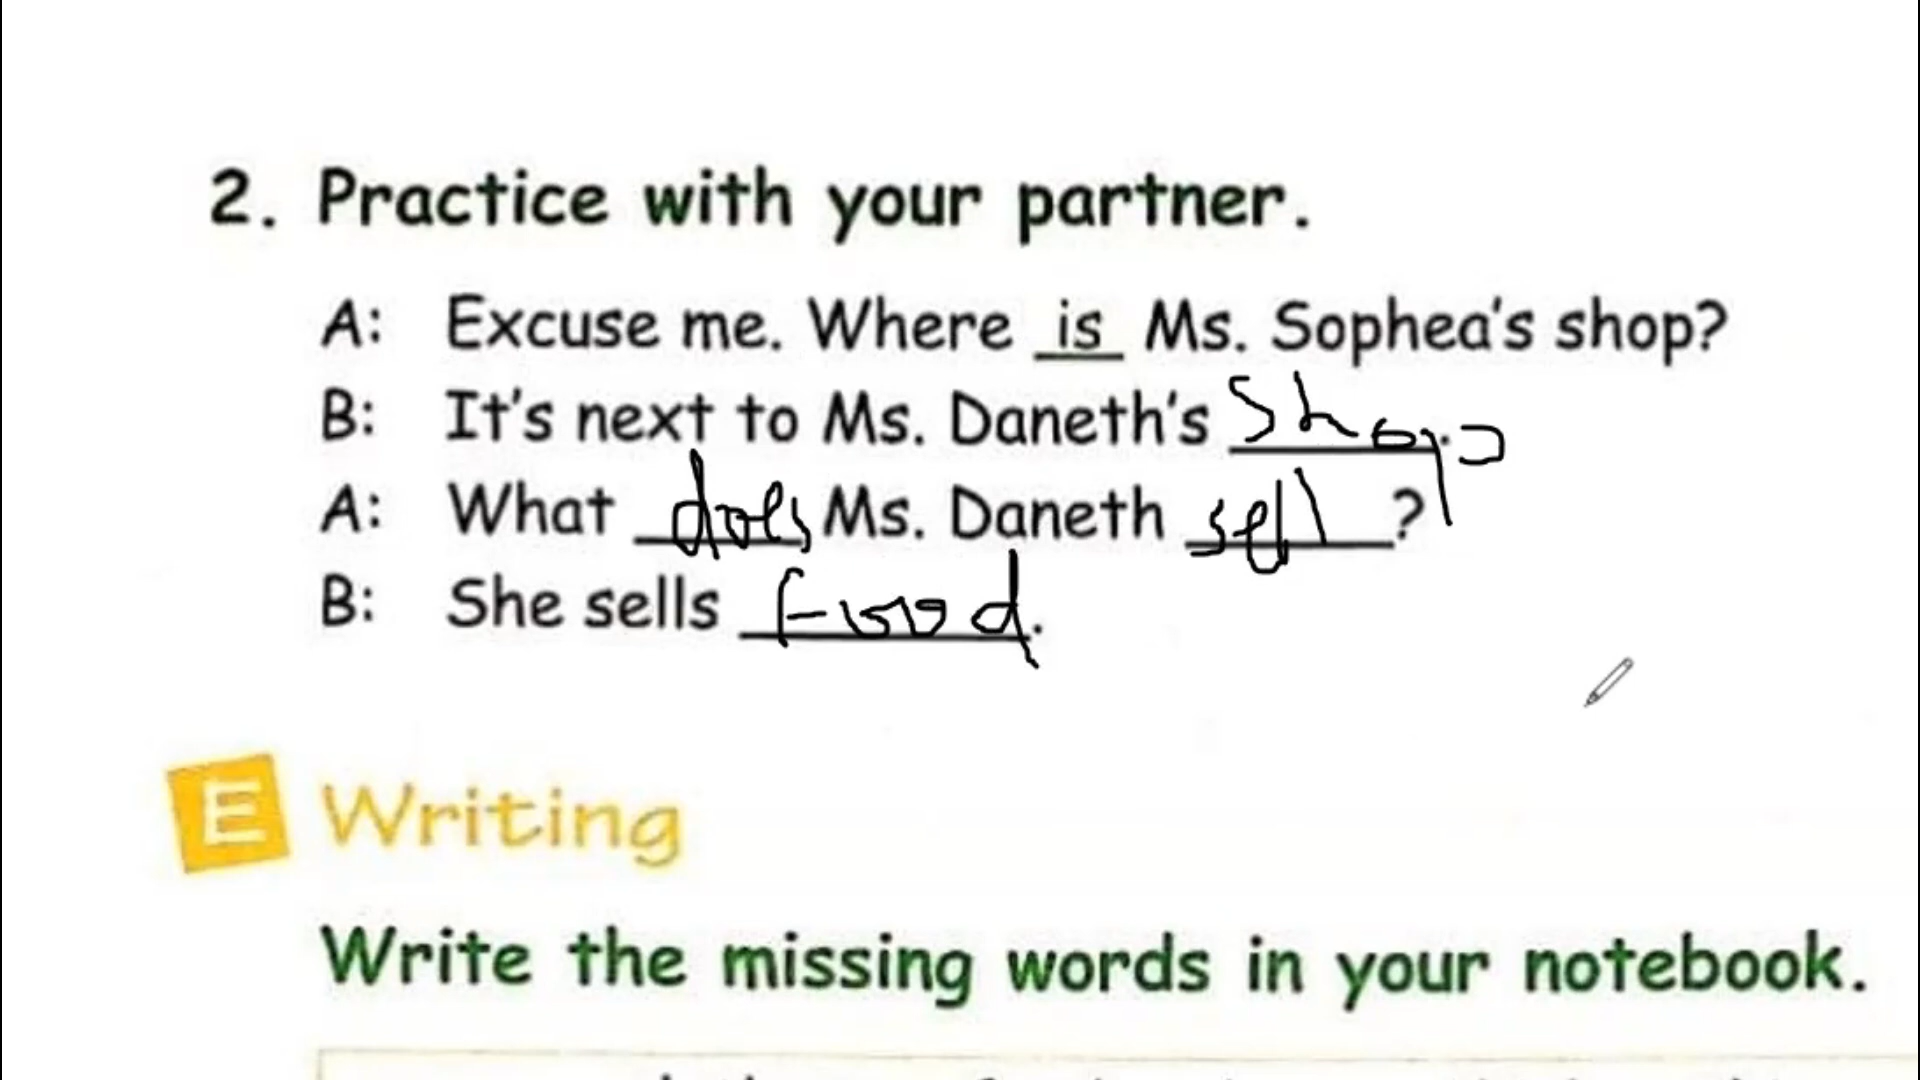 2. Practice with your partner.
A: Excuse me. Where is Ms. Sophea's shop?
B: It's next to Ms. Daneth's shop.
A: What does Ms. Daneth sell?
B: She sells food.
E Writing
Write the missing words in your notebook.